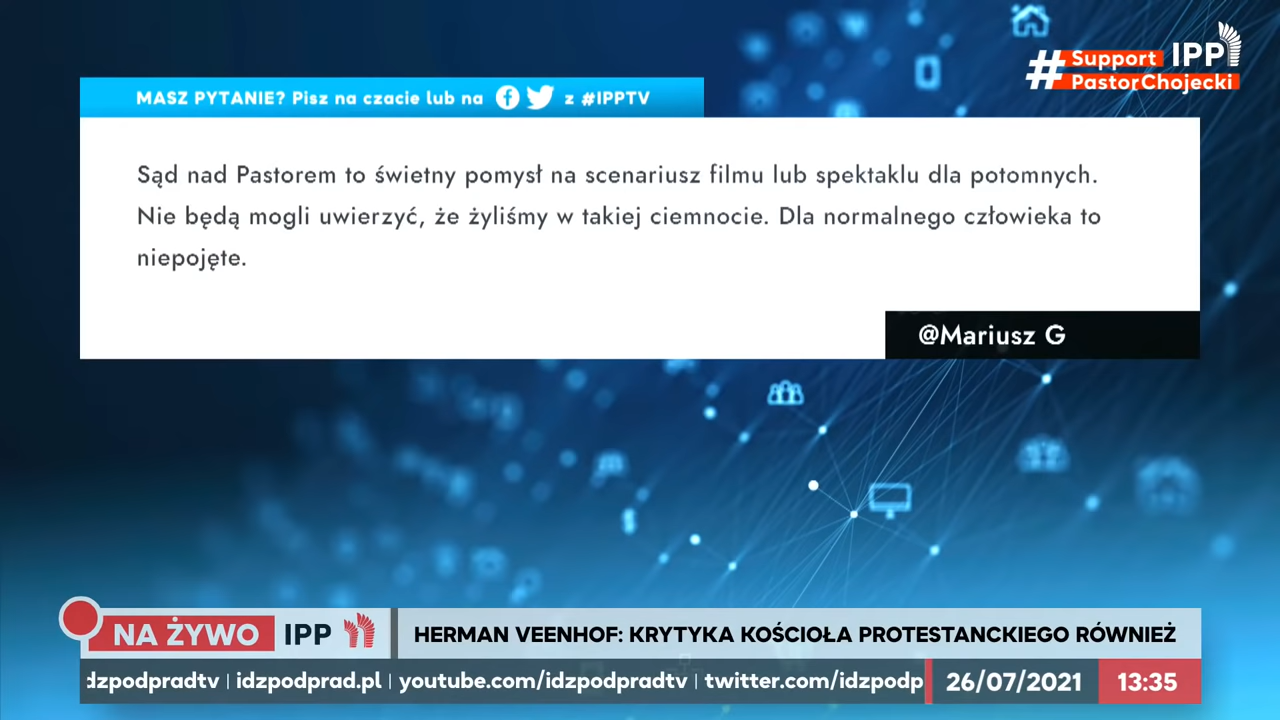 #Support PastorChojecki
IPP
MASZ PYTANIE? Pisz na czacie lub na z #IPPTV
Sąd nad Pastorem to świetny pomysł na scenariusz filmu lub spektaklu dla potomnych.
Nie będą mogli uwierzyć, że żyliśmy w takiej ciemnocie. Dla normalnego człowieka to
niepojęte.
@Mariusz G
NA ŻYWO IPP
HERMAN VEENHOF: KRYTYKA KOŚCIOŁA PROTESTANCKIEGO RÓWNIEŻ
dzpodpradtv | idzpodprad.pl | youtube.com/idzpodpradtv | twitter.com/idzpodp
26/07/2021
13:35